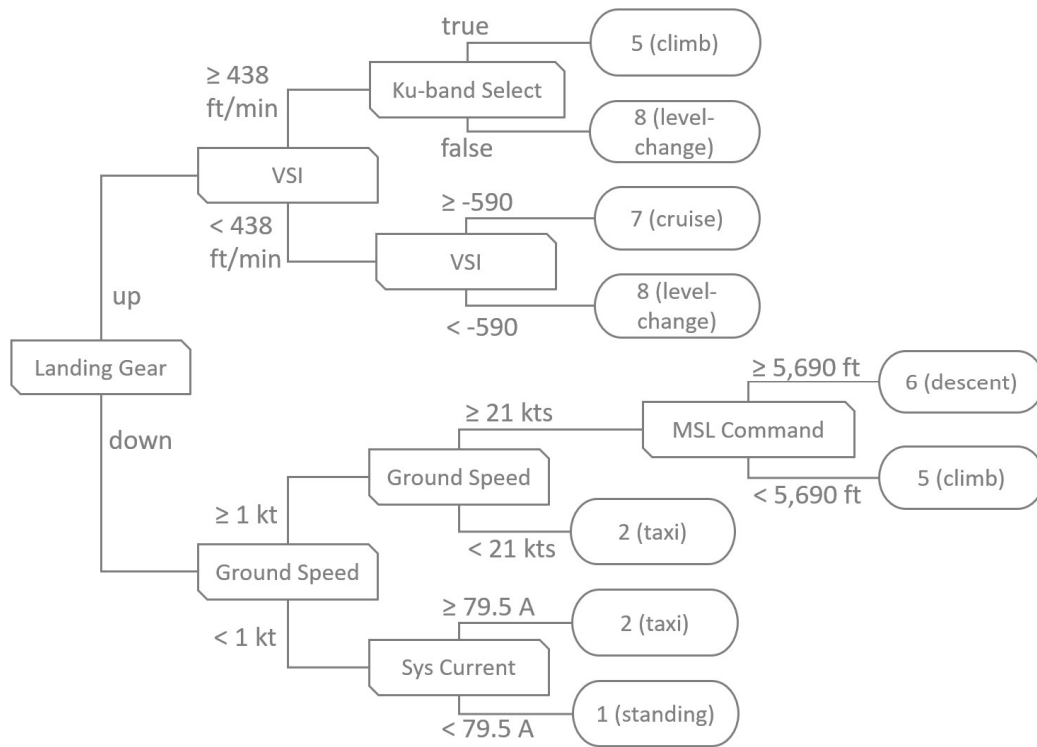 true
5 (climb)
≥ 438
ft/min
Ku-band Select
false
8 (level-
change)
VSI
< 438
ft/min
≥ -590
7 (cruise)
VSI
< -590
8 (level-
change)
up
Landing Gear
down
≥ 5,690 ft
6 (descent)
≥ 21 kts
MSL Command
< 5,690 ft
5 (climb)
Ground Speed
≥ 1 kt
< 21 kts
2 (taxi)
Ground Speed
< 1 kt
≥ 79.5 A
2 (taxi)
Sys Current
< 79.5 A
1 (standing)